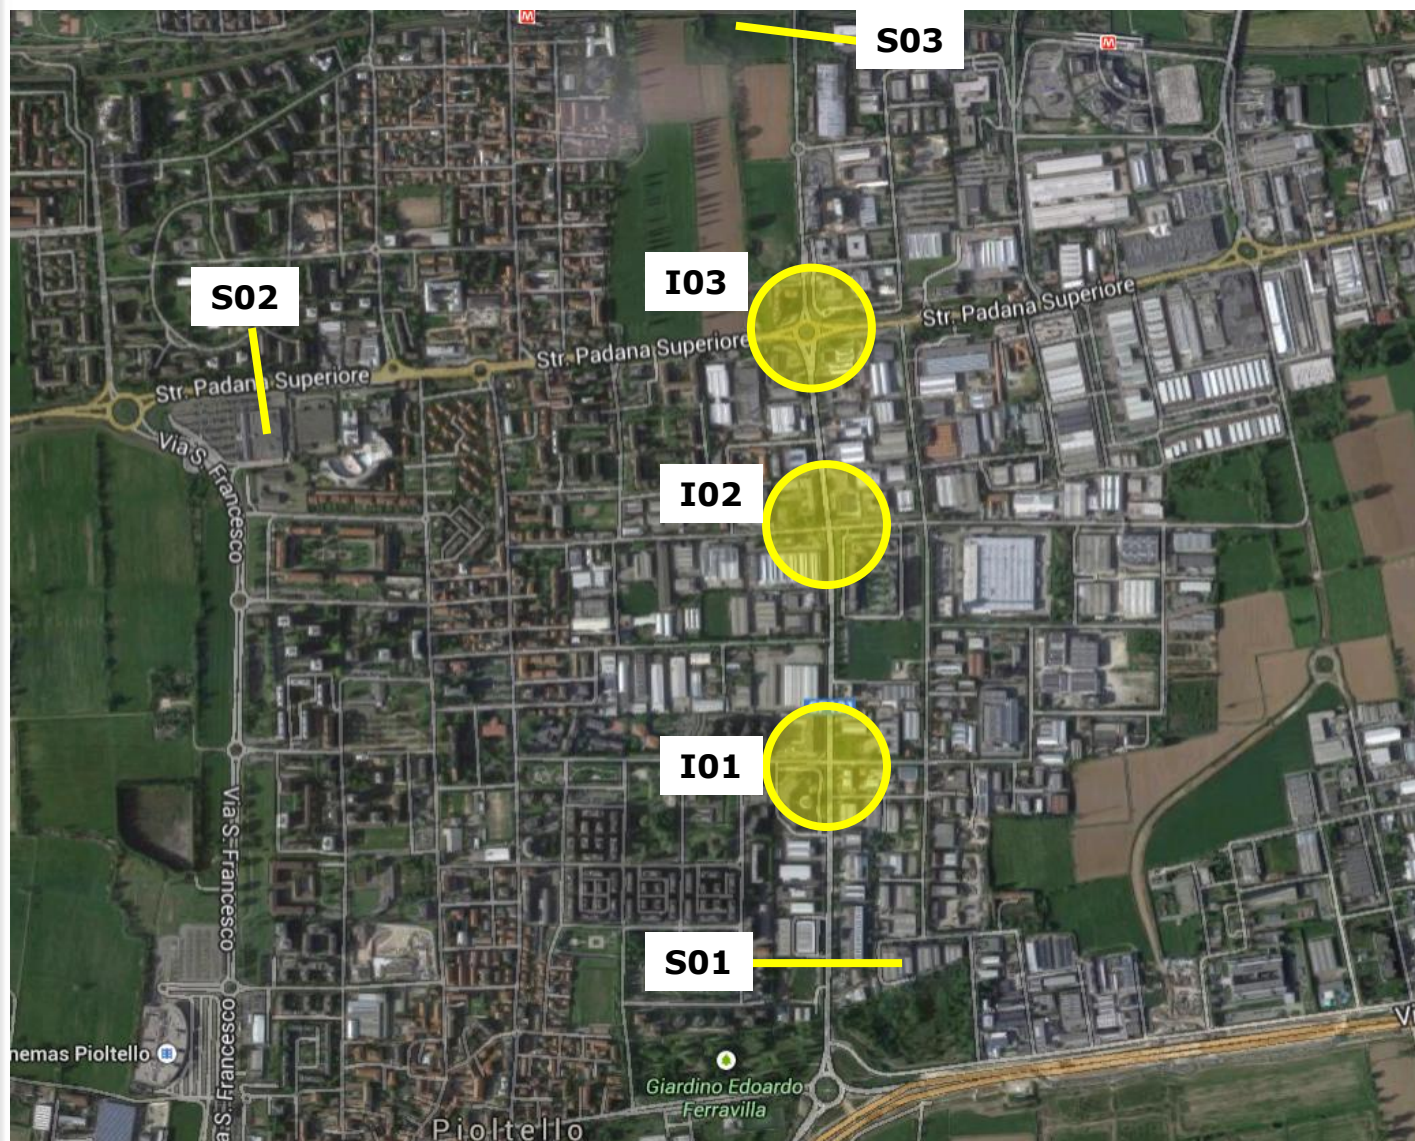 M
S03
M
I03
S02
Str. Padana Superiore
Str. Padana Superiore
Str. Padana Superiore
Via S. Francesco
I02
I01
Via S. Francesco
S01
nemas Pioltello
a S. Francesco
Giardino Edoardo
Ferravilla
Pioltello